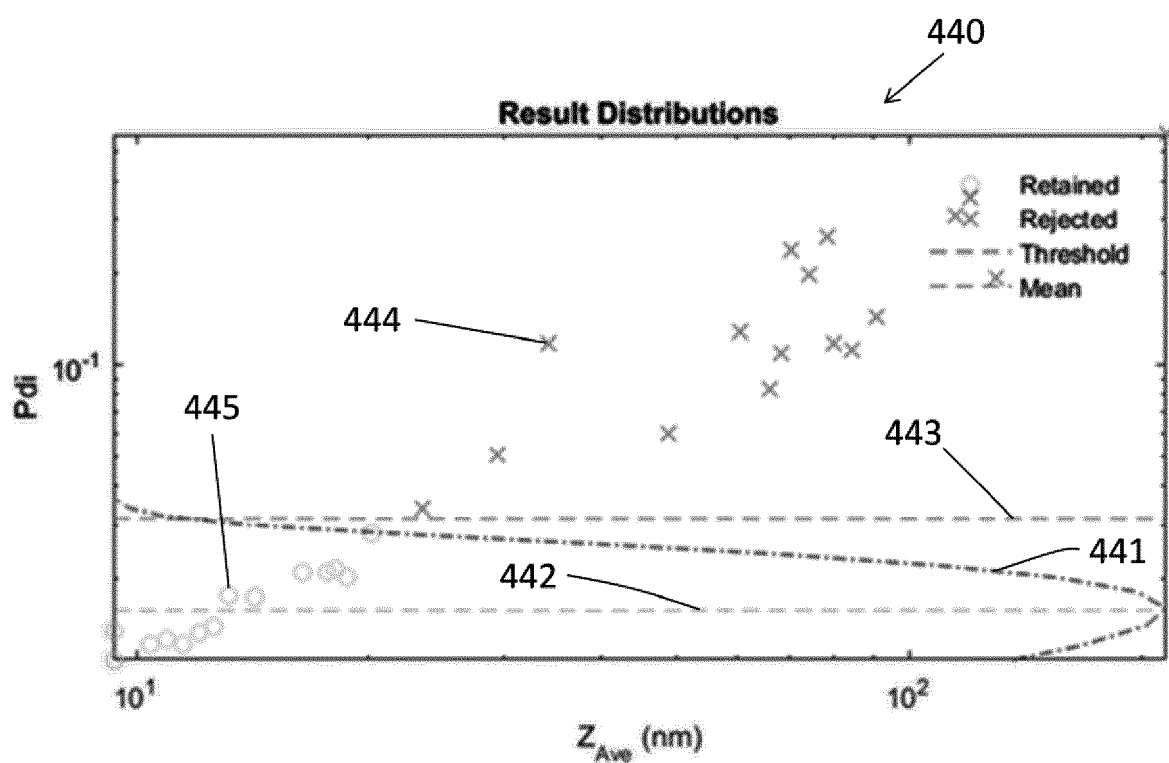 440
Result Distributions
Retained
Rejected
Threshold
Mean
444
10⁻¹
Pdi
445
443
442
441
10¹
10²
Z_Ave (nm)